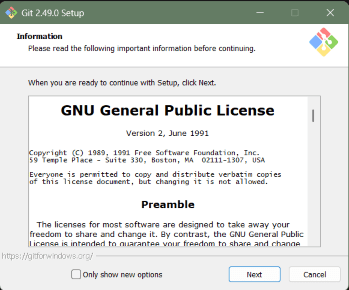 Git 2.49.0 Setup
Information
Please read the following important information before continuing.
When you are ready to continue with Setup, click Next.
GNU General Public License
Version 2, June 1991
Copyright (C) 1989, 1991 Free Software Foundation, Inc.
59 Temple Place - Suite 330, Boston, MA  02111-1307, USA
Everyone is permitted to copy and distribute verbatim copies
of this license document, but changing it is not allowed.
Preamble
The licenses for most software are designed to take away your
freedom to share and change it. By contrast, the GNU General Public
License is intended to guarantee your freedom to share and change
https://gitforwindows.org/
Only show new options
Next
Cancel